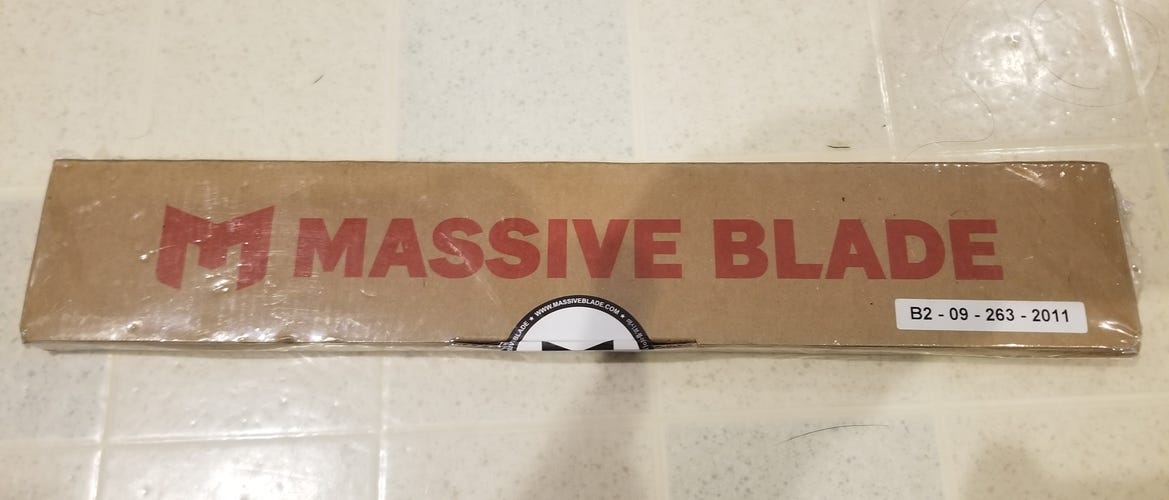 MASSIVE BLADE
WWW.MASSIVEBLADE.COM
B2 - 09 - 263 - 2011